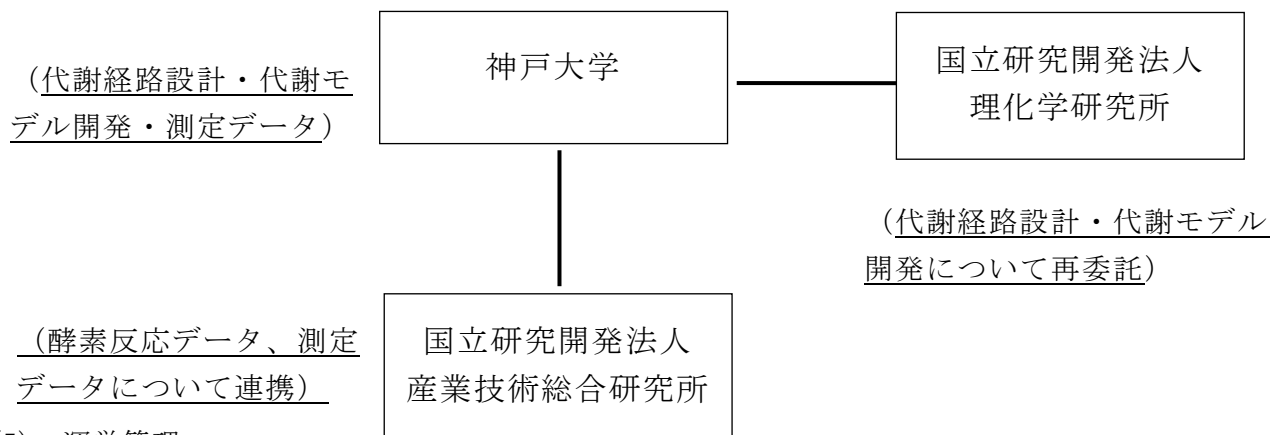 神戸大学
(代謝経路設計・代謝モ
デル開発・測定データ)
国立研究開発法人
理化学研究所
(代謝経路設計・代謝モデル
開発について再委託)
(酵素反応データ、測定
データについて連携)
国立研究開発法人
産業技術総合研究所
運営管理